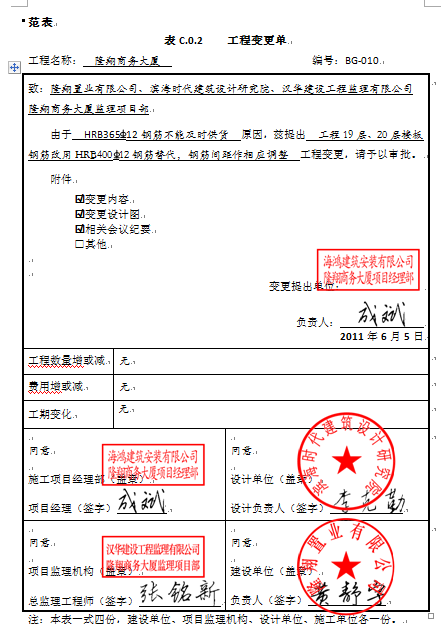 范表
表 C.0.2 工程变更单
工程名称： 隆翔商务大厦 编号：BG-010
致：隆翔置业有限公司、滨海时代建筑设计研究院、汉华建设工程监理有限公司
隆翔商务大厦监理项目部
由于 HRB365Φ12 钢筋不能及时供货 原因，兹提出 工程 19 层、20 层楼板
钢筋改用 HRB400Φ12 钢筋替代，钢筋间距作相应调整 工程变更，请予以审批。
附件：
☑变更内容
☑变更设计图
☑相关会议纪要
☐其他
海鸿建筑安装有限公司
隆翔商务大厦项目经理部
变更提出单位：
负责人： 成斌
2011 年 6 月 5 日
工程数量增或减 无
费用增或减 无
工期变化 无
同意
海鸿建筑安装有限公司
隆翔商务大厦项目经理部
施工项目经理部（盖章）
项目经理（签字） 成斌
同意
滨海时代建筑设计研究院
设计单位（盖章）
设计负责人（签字） 李克勤
同意
汉华建设工程监理有限公司
隆翔商务大厦监理项目部
项目监理机构（盖章）
总监理工程师（签字） 张铭新
同意
隆翔置业有限公司
建设单位（盖章）
负责人（签字） 黄静
注：本表一式四份，建设单位、项目监理机构、设计单位、施工单位各一份。